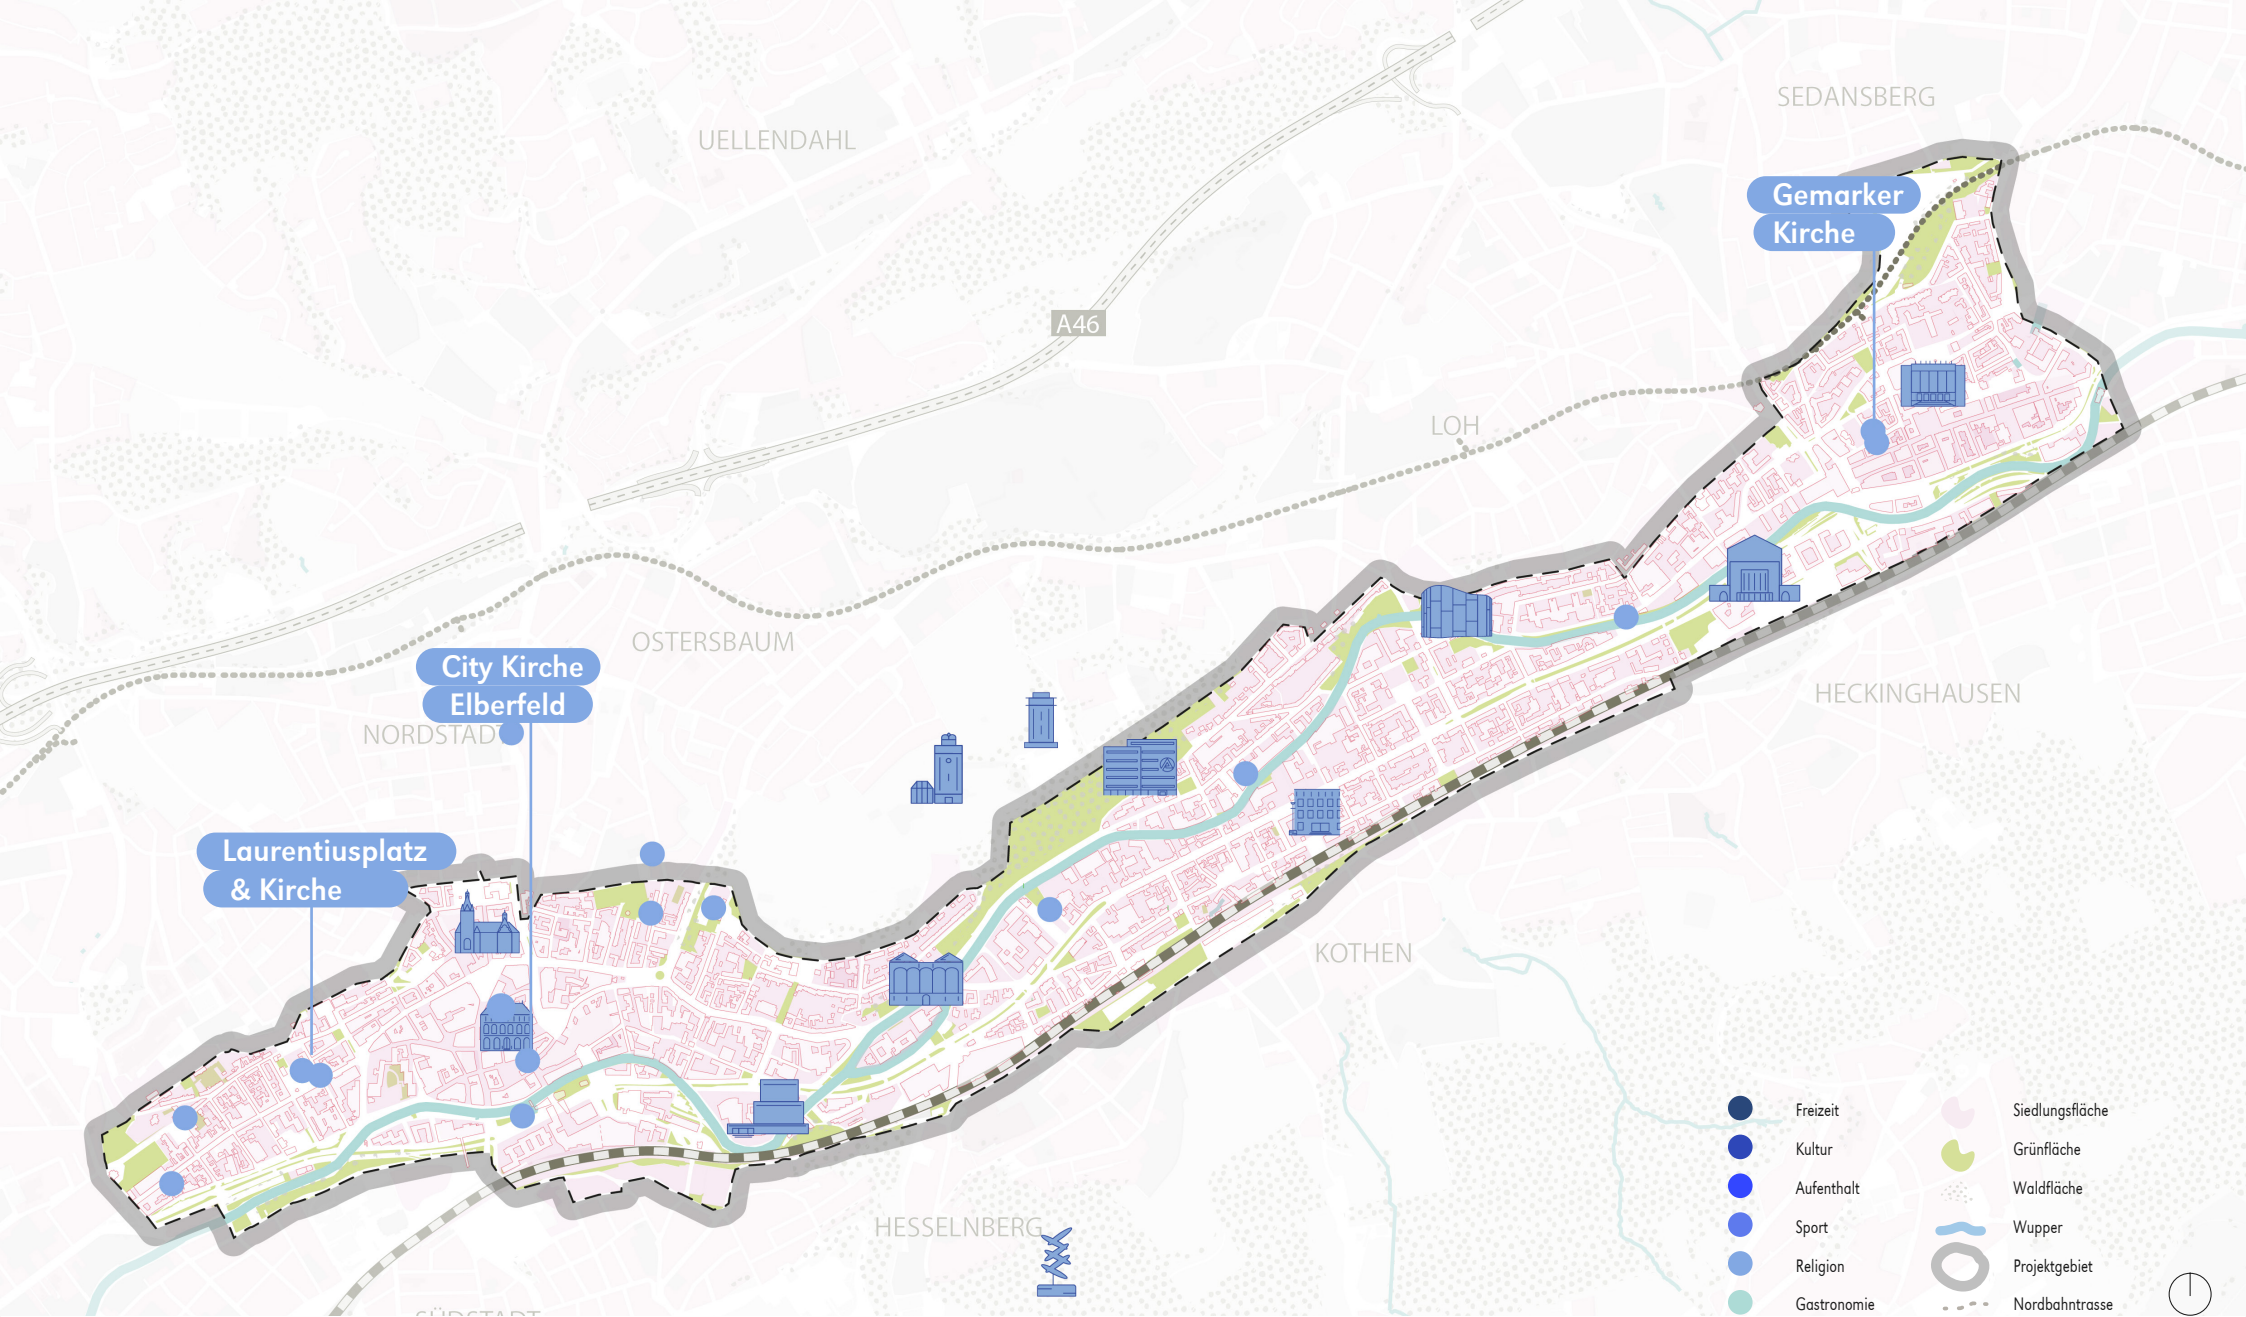 SEDANSBERG
UELLENDAHL
Gemarker
Kirche
A46
LOH
OSTERSBAUM
City Kirche
Elberfeld
NORDSTADT
HECKINGHAUSEN
Laurentiusplatz
& Kirche
KOTHEN
HESSELNBERG
SÜDSTADT
Freizeit
Kultur
Aufenthalt
Sport
Religion
Gastronomie
Siedlungsfläche
Grünfläche
Waldfläche
Wupper
Projektgebiet
Nordbahntrasse